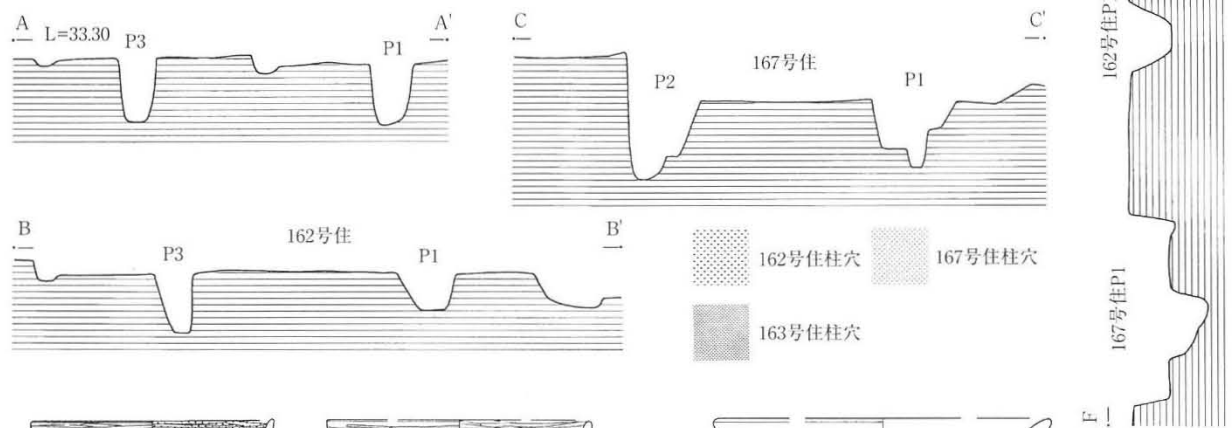 A A'
L=33.30 P3 P1
C C'
167号住
P2 P1
B B'
162号住
P3 P1
162号住柱穴 167号住柱穴
163号住柱穴
162号住P1
167号住P1
F